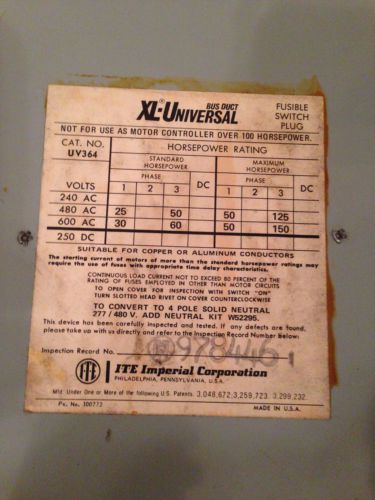 XL®-UNIVERSAL BUS DUCT
FUSIBLE
SWITCH
PLUG
NOT FOR USE AS MOTOR CONTROLLER OVER 100 HORSEPOWER.
CAT. NO. HORSEPOWER RATING
UV364
STANDARD HORSEPOWER MAXIMUM HORSEPOWER
PHASE DC PHASE DC
VOLTS 1 2 3 1 2 3
240 AC
480 AC 25 50 50 125
600 AC 30 60 50 150
250 DC
SUITABLE FOR COPPER OR ALUMINUM CONDUCTORS
The starting current of motors of more than the standard horsepower ratings may
require the use of fuses with appropriate time delay characteristics.
CONTINUOUS LOAD CURRENT NOT TO EXCEED 80 PERCENT OF THE
RATING OF FUSES EMPLOYED IN OTHER THAN MOTOR CIRCUITS
TO OPEN COVER FOR INSPECTION WITH SWITCH "ON"
TURN SLOTTED HEAD RIVET ON COVER COUNTERCLOCKWISE
TO CONVERT TO 4 POLE SOLID NEUTRAL
277 / 480 V. ADD NEUTRAL KIT W52295.
This device has been carefully inspected and tested. If any defects are found,
please take up with us directly and refer to the Inspection Record Number below:
Inspection Record No. 978446
ITE ITE Imperial Corporation
PHILADELPHIA, PENNSYLVANIA, U.S.A.
Mfd. Under One or More of the following U.S. Patents. 3,048,672, 3,259,723, 3,299,232.
Px. No. 100772 MADE IN U.S.A.